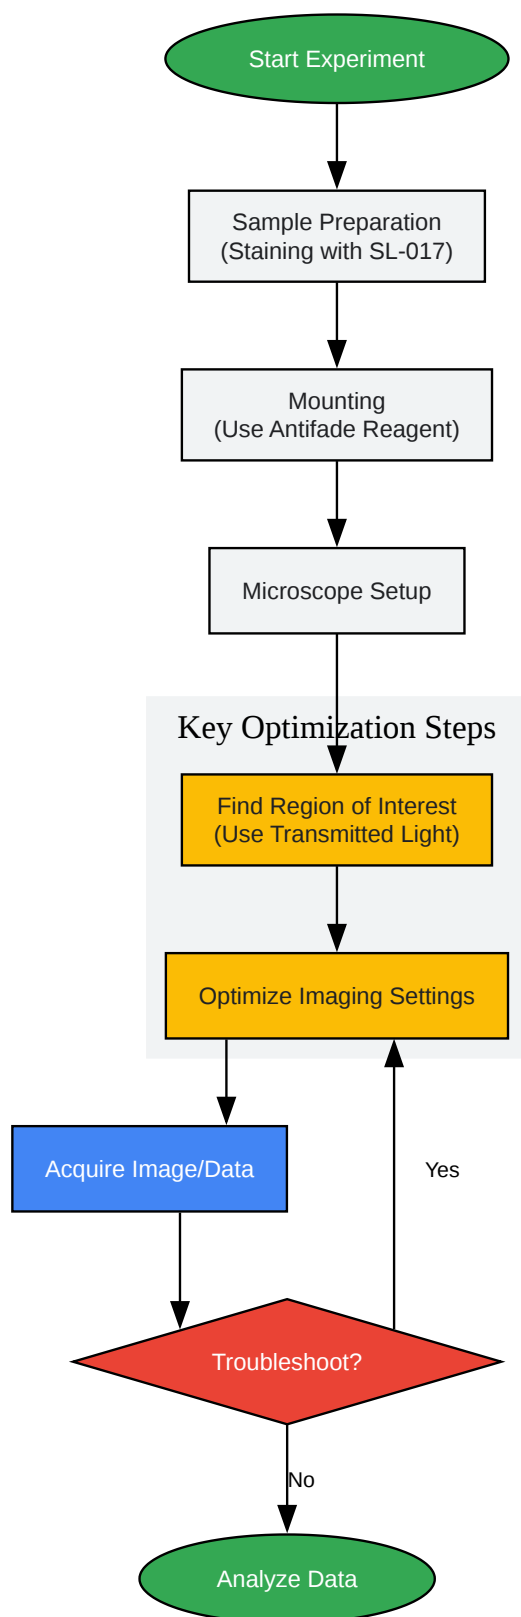 Start Experiment
Sample Preparation
(Staining with SL-017)
Mounting
(Use Antifade Reagent)
Microscope Setup
Key Optimization Steps
Find Region of Interest
(Use Transmitted Light)
Optimize Imaging Settings
Acquire Image/Data
Yes
Troubleshoot?
No
Analyze Data